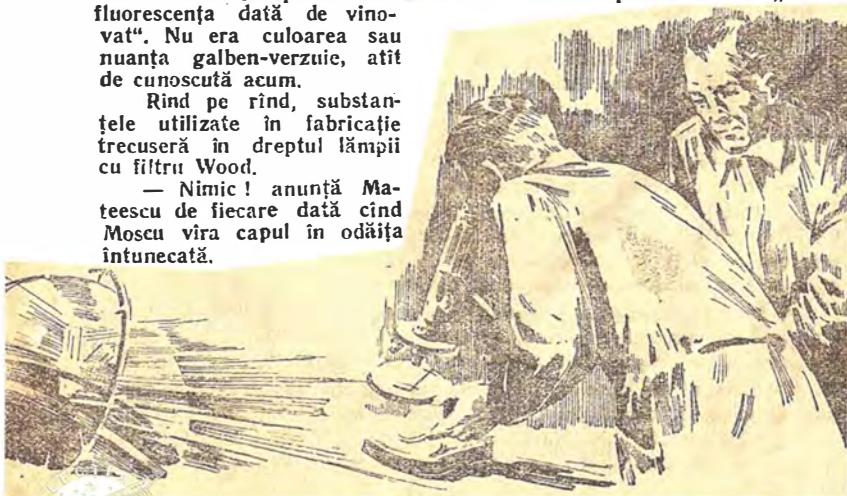 fluorescența dată de vino-
vat“. Nu era culoarea sau
nuanța galben-verzuie, atît
de cunoscută acum.
Rînd pe rînd, substan-
țele utilizate în fabricație
trecuseră în dreptul lămpii
cu filtru Wood.
— Nimic ! anunță Ma-
teescu de fiecare dată cînd
Moscu vîra capul în odăița
întunecată.